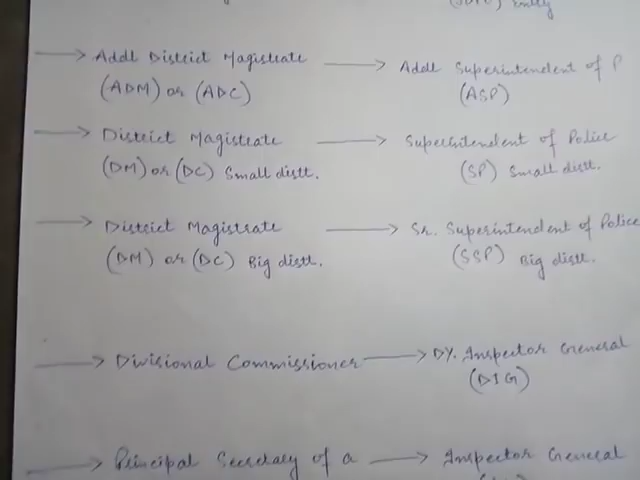 Entity
Addl District Magistrate → Addl Superintendent of P
(ADM) or (ADC) (ASP)
District Magistrate → Superintendent of Police
(DM) or (DC) Small distt. (SP) Small distt.
District Magistrate → Sr. Superintendent of Police
(DM) or (DC) Big distt. (SSP) Big distt.
Divisional Commissioner → Dy. Inspector General
(DIG)
Principal Secretary of a → Inspector General